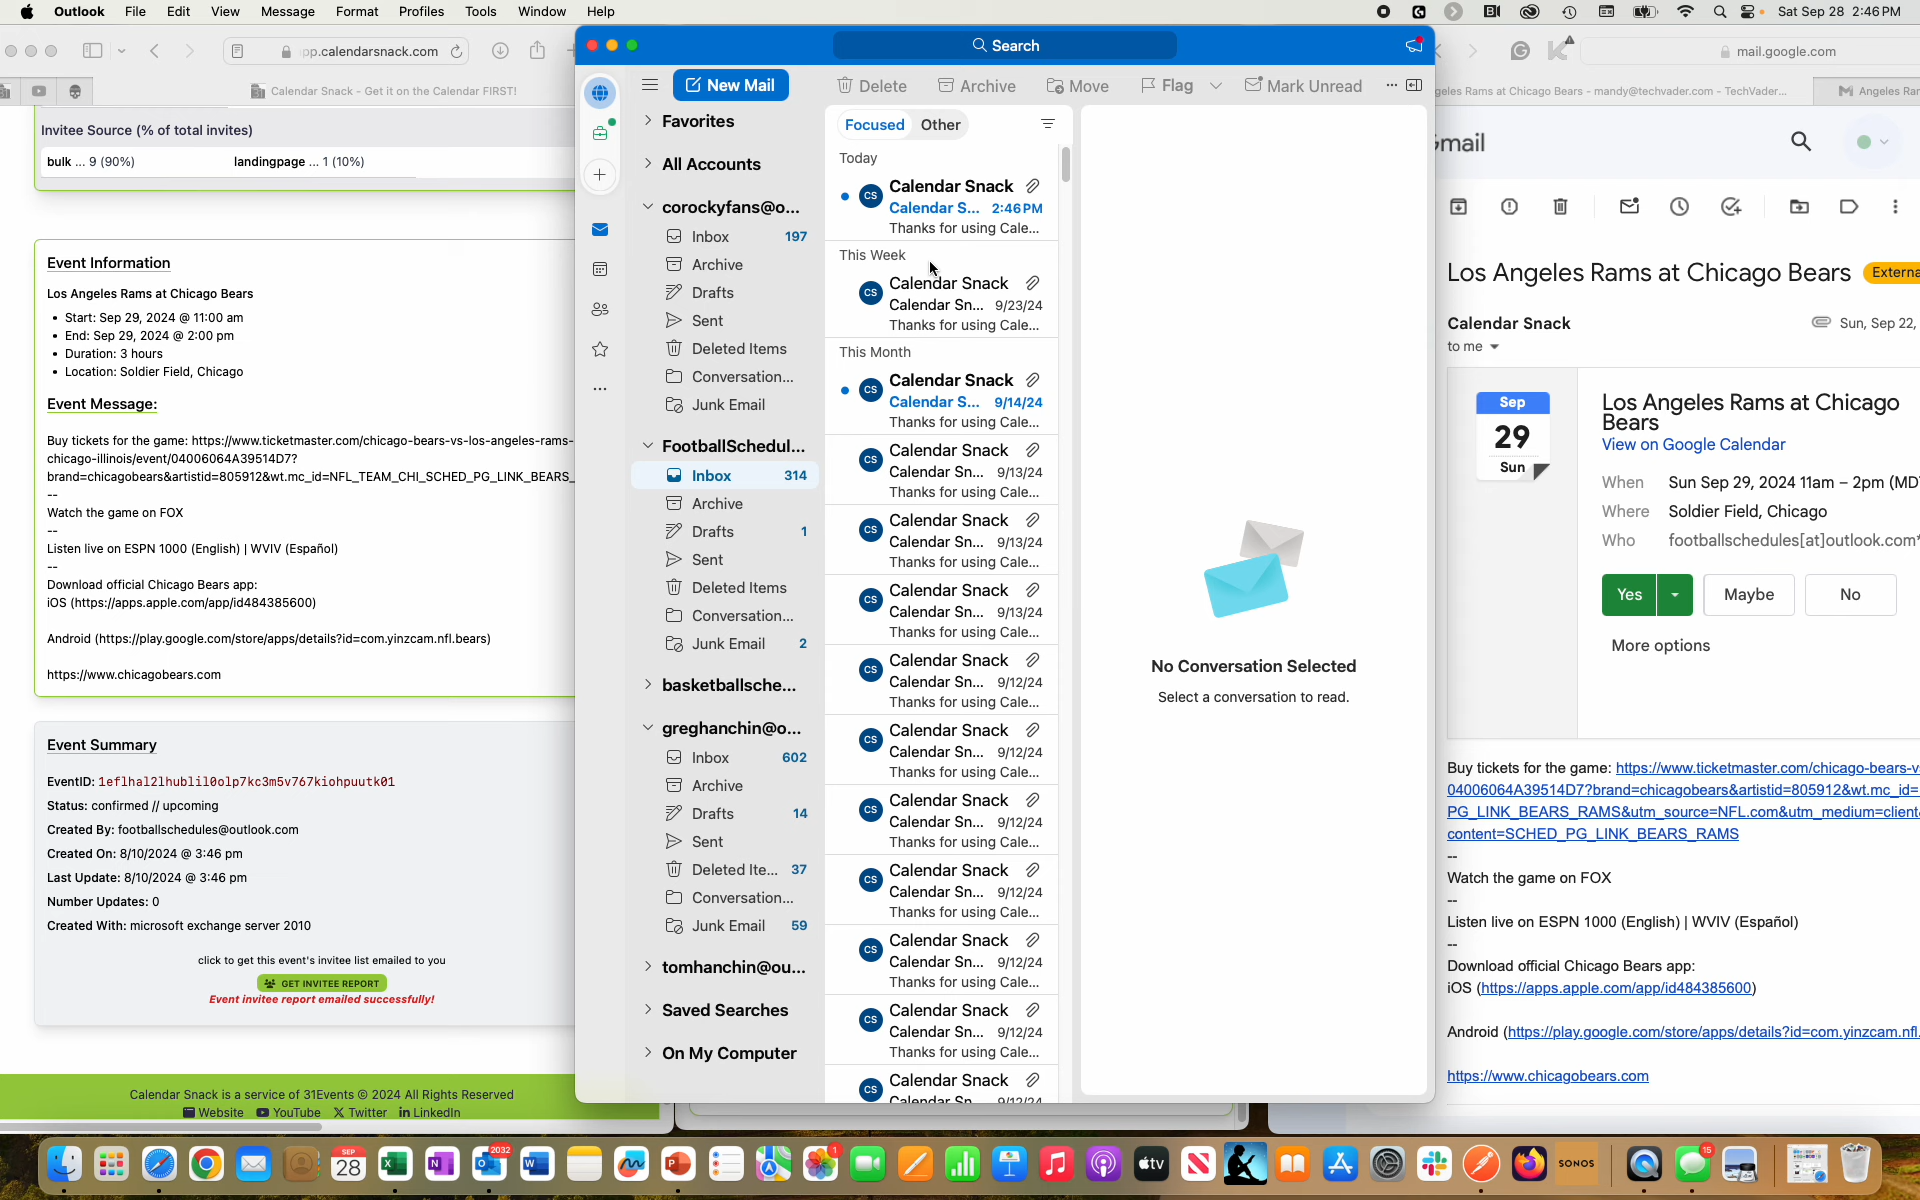 Outlook File Edit View Message Format Profiles Tools Window Help
Sat Sep 28 2:46 PM
pp.calendarsnack.com
Calendar Snack - Get it on the Calendar FIRST!
Invitee Source (% of total invites)
bulk ... 9 (90%) landingpage ... 1 (10%)
Event Information
Los Angeles Rams at Chicago Bears
• Start: Sep 29, 2024 @ 11:00 am
• End: Sep 29, 2024 @ 2:00 pm
• Duration: 3 hours
• Location: Soldier Field, Chicago
Event Message:
Buy tickets for the game: https://www.ticketmaster.com/chicago-bears-vs-los-angeles-rams-
chicago-illinois/event/04006064A39514D7?
brand=chicagobears&artistid=805912&wt.mc_id=NFL_TEAM_CHI_SCHED_PG_LINK_BEARS_
--
Watch the game on FOX
--
Listen live on ESPN 1000 (English) | WVIV (Español)
--
Download official Chicago Bears app:
iOS (https://apps.apple.com/app/id484385600)
Android (https://play.google.com/store/apps/details?id=com.yinzcam.nfl.bears)
https://www.chicagobears.com
Event Summary
EventID: 1eflhal2lhublil0olp7kc3m5v767kiohpuutk01
Status: confirmed // upcoming
Created By: footballschedules@outlook.com
Created On: 8/10/2024 @ 3:46 pm
Last Update: 8/10/2024 @ 3:46 pm
Number Updates: 0
Created With: microsoft exchange server 2010
click to get this event's invitee list emailed to you
GET INVITEE REPORT
Event invitee report emailed successfully!
Calendar Snack is a service of 31Events © 2024 All Rights Reserved
Website YouTube Twitter LinkedIn
Search
New Mail Delete Archive Move Flag Mark Unread ...
Favorites
All Accounts
corockyfans@o...
Inbox 197
Archive
Drafts
Sent
Deleted Items
Conversation...
Junk Email
FootballSchedul...
Inbox 314
Archive
Drafts 1
Sent
Deleted Items
Conversation...
Junk Email 2
basketballsche...
greghanchin@o...
Inbox 602
Archive
Drafts 14
Sent
Deleted Ite... 37
Conversation...
Junk Email 59
tomhanchin@ou...
Saved Searches
On My Computer
Focused Other
Today
CS Calendar Snack
Calendar S... 2:46 PM
Thanks for using Cale...
This Week
CS Calendar Snack
Calendar Sn... 9/23/24
Thanks for using Cale...
This Month
CS Calendar Snack
Calendar S... 9/14/24
Thanks for using Cale...
CS Calendar Snack
Calendar Sn... 9/13/24
Thanks for using Cale...
CS Calendar Snack
Calendar Sn... 9/13/24
Thanks for using Cale...
CS Calendar Snack
Calendar Sn... 9/13/24
Thanks for using Cale...
CS Calendar Snack
Calendar Sn... 9/12/24
Thanks for using Cale...
CS Calendar Snack
Calendar Sn... 9/12/24
Thanks for using Cale...
CS Calendar Snack
Calendar Sn... 9/12/24
Thanks for using Cale...
CS Calendar Snack
Calendar Sn... 9/12/24
Thanks for using Cale...
CS Calendar Snack
Calendar Sn... 9/12/24
Thanks for using Cale...
CS Calendar Snack
Calendar Sn... 9/12/24
Thanks for using Cale...
CS Calendar Snack
Calendar Sn 9/12/24
No Conversation Selected
Select a conversation to read.
mail.google.com
geles Rams at Chicago Bears - mandy@techvader.com - TechVader...
Angeles Ran
Gmail
Los Angeles Rams at Chicago Bears Externa
Calendar Snack Sun, Sep 22,
to me
Sep
29
Sun
Los Angeles Rams at Chicago
Bears
View on Google Calendar
When Sun Sep 29, 2024 11am – 2pm (MD
Where Soldier Field, Chicago
Who footballschedules[at]outlook.com*
Yes Maybe No
More options
Buy tickets for the game: https://www.ticketmaster.com/chicago-bears-v
04006064A39514D7?brand=chicagobears&artistid=805912&wt.mc_id=
PG_LINK_BEARS_RAMS&utm_source=NFL.com&utm_medium=client
content=SCHED_PG_LINK_BEARS_RAMS
--
Watch the game on FOX
--
Listen live on ESPN 1000 (English) | WVIV (Español)
--
Download official Chicago Bears app:
iOS (https://apps.apple.com/app/id484385600)
Android (https://play.google.com/store/apps/details?id=com.yinzcam.nfl.
https://www.chicagobears.com
SEP
28
2032
1
tv
SONOS
15